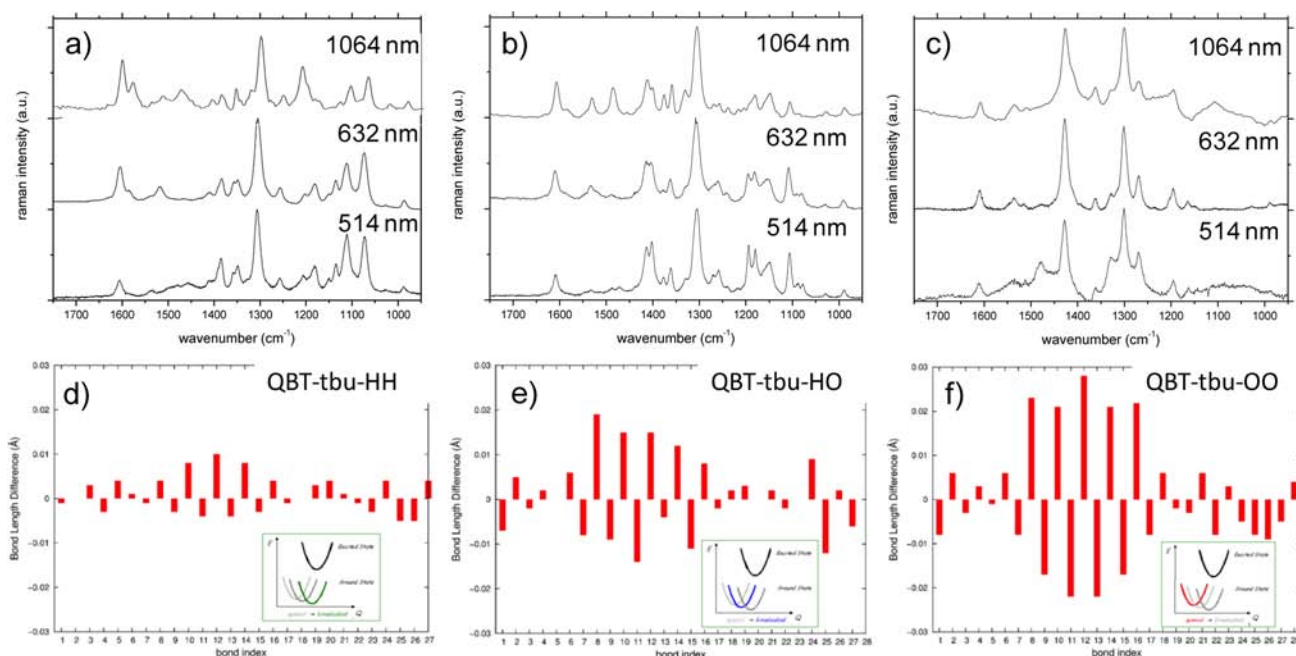 a)
1064 nm
632 nm
514 nm
raman intensity (a.u.)
1700 1600 1500 1400 1300 1200 1100 1000
wavenumber (cm⁻¹)
b)
1064 nm
632 nm
514 nm
raman intensity (a.u.)
1700 1600 1500 1400 1300 1200 1100 1000
wavenumber (cm⁻¹)
c)
1064 nm
632 nm
514 nm
raman intensity (a.u.)
1700 1600 1500 1400 1300 1200 1100 1000
wavenumber (cm⁻¹)
d)
QBT-tbu-HH
Bond Length Difference (Å)
0.03
0.02
0.01
0
−0.01
−0.02
−0.03
E
Excited State
Ground State
Q
1 2 3 4 5 6 7 8 9 10 11 12 13 14 15 16 17 18 19 20 21 22 23 24 25 26 27
bond index
e)
QBT-tbu-HO
Bond Length Difference (Å)
0.03
0.02
0.01
0
−0.01
−0.02
−0.03
E
Excited State
Ground State
Q
1 2 3 4 5 6 7 8 9 10 11 12 13 14 15 16 17 18 19 20 21 22 23 24 25 26 27 28
bond index
f)
QBT-tbu-OO
Bond Length Difference (Å)
0.03
0.02
0.01
0
−0.01
−0.02
−0.03
E
Excited State
Ground State
Q
1 2 3 4 5 6 7 8 9 10 11 12 13 14 15 16 17 18 19 20 21 22 23 24 25 26 27 28
bond index